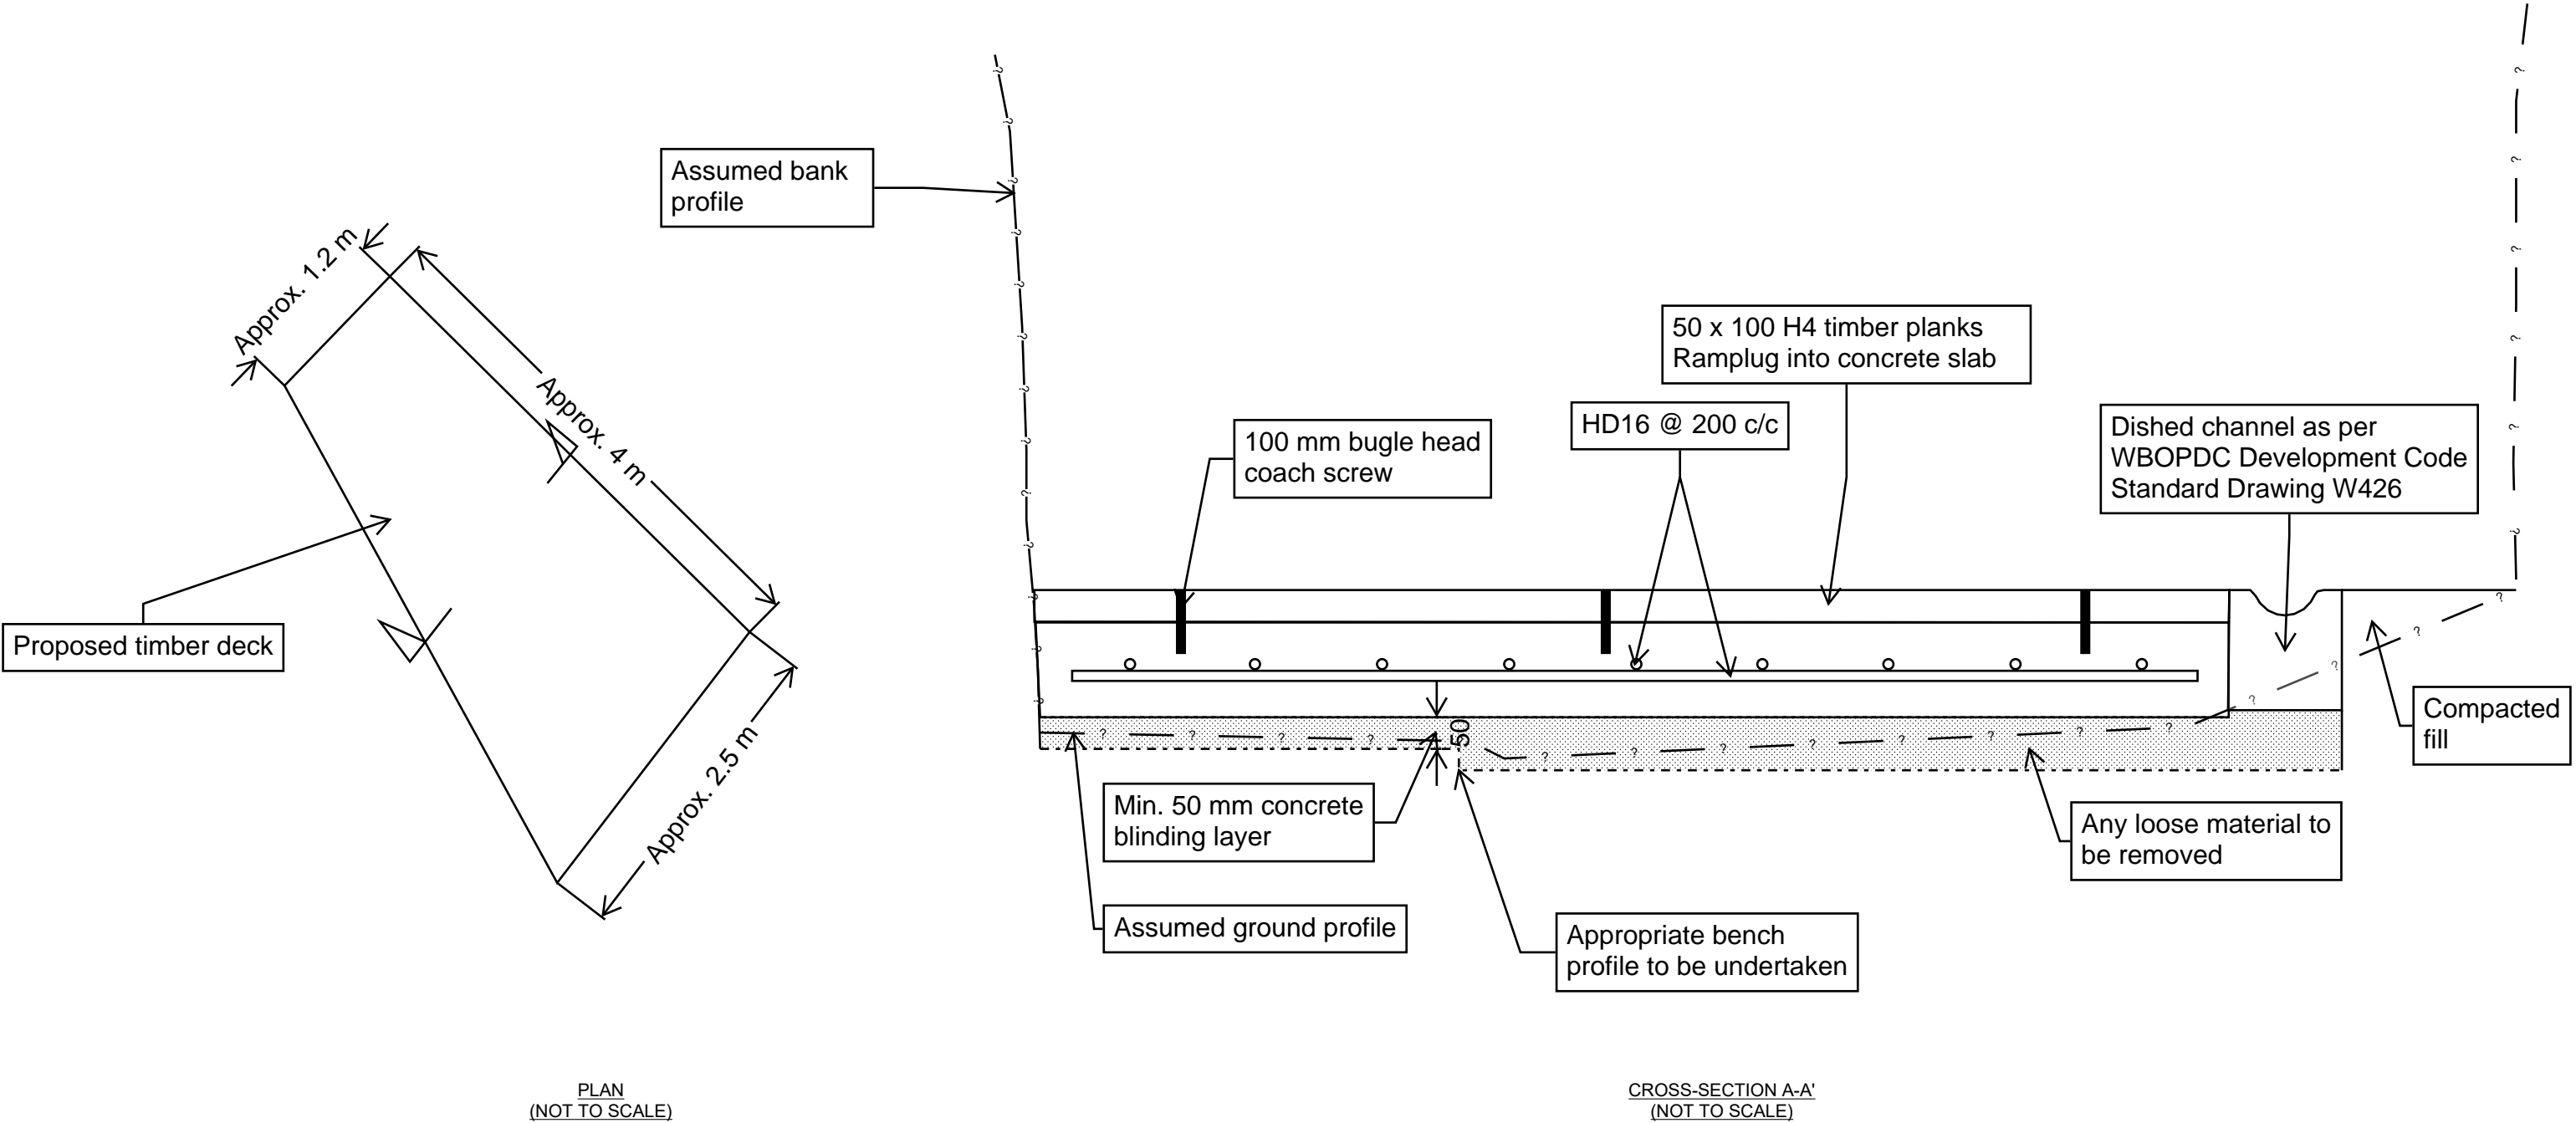 Assumed bank
profile
Approx. 1.2 m
Approx. 4 m
Proposed timber deck
Approx. 2.5 m
50 x 100 H4 timber planks
Ramplug into concrete slab
HD16 @ 200 c/c
100 mm bugle head
coach screw
Dished channel as per
WBOPDC Development Code
Standard Drawing W426
50
Compacted
fill
Min. 50 mm concrete
blinding layer
Any loose material to
be removed
Assumed ground profile
Appropriate bench
profile to be undertaken
PLAN
(NOT TO SCALE)
CROSS-SECTION A-A'
(NOT TO SCALE)